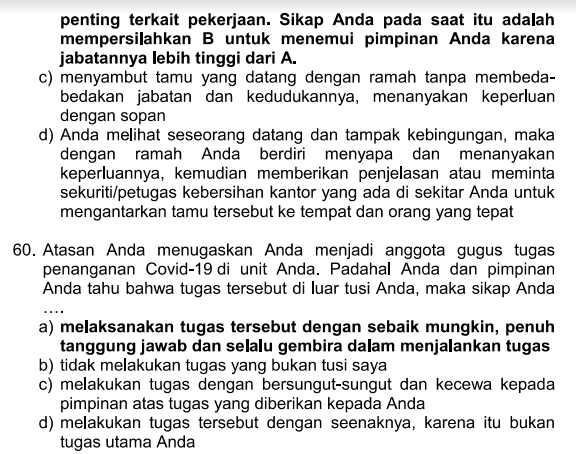 penting terkait pekerjaan. Sikap Anda pada saat itu adalah
mempersilahkan B untuk menemui pimpinan Anda karena
jabatannya lebih tinggi dari A.
c) menyambut tamu yang datang dengan ramah tanpa membeda-
bedakan jabatan dan kedudukannya, menanyakan keperluan
dengan sopan
d) Anda melihat seseorang datang dan tampak kebingungan, maka
dengan ramah Anda berdiri menyapa dan menanyakan
keperluannya, kemudian memberikan penjelasan atau meminta
sekuriti/petugas kebersihan kantor yang ada di sekitar Anda untuk
mengantarkan tamu tersebut ke tempat dan orang yang tepat
60. Atasan Anda menugaskan Anda menjadi anggota gugus tugas
penanganan Covid-19 di unit Anda. Padahal Anda dan pimpinan
Anda tahu bahwa tugas tersebut di luar tusi Anda, maka sikap Anda
....
a) melaksanakan tugas tersebut dengan sebaik mungkin, penuh
tanggung jawab dan selalu gembira dalam menjalankan tugas
b) tidak melakukan tugas yang bukan tusi saya
c) melakukan tugas dengan bersungut-sungut dan kecewa kepada
pimpinan atas tugas yang diberikan kepada Anda
d) melakukan tugas tersebut dengan seenaknya, karena itu bukan
tugas utama Anda